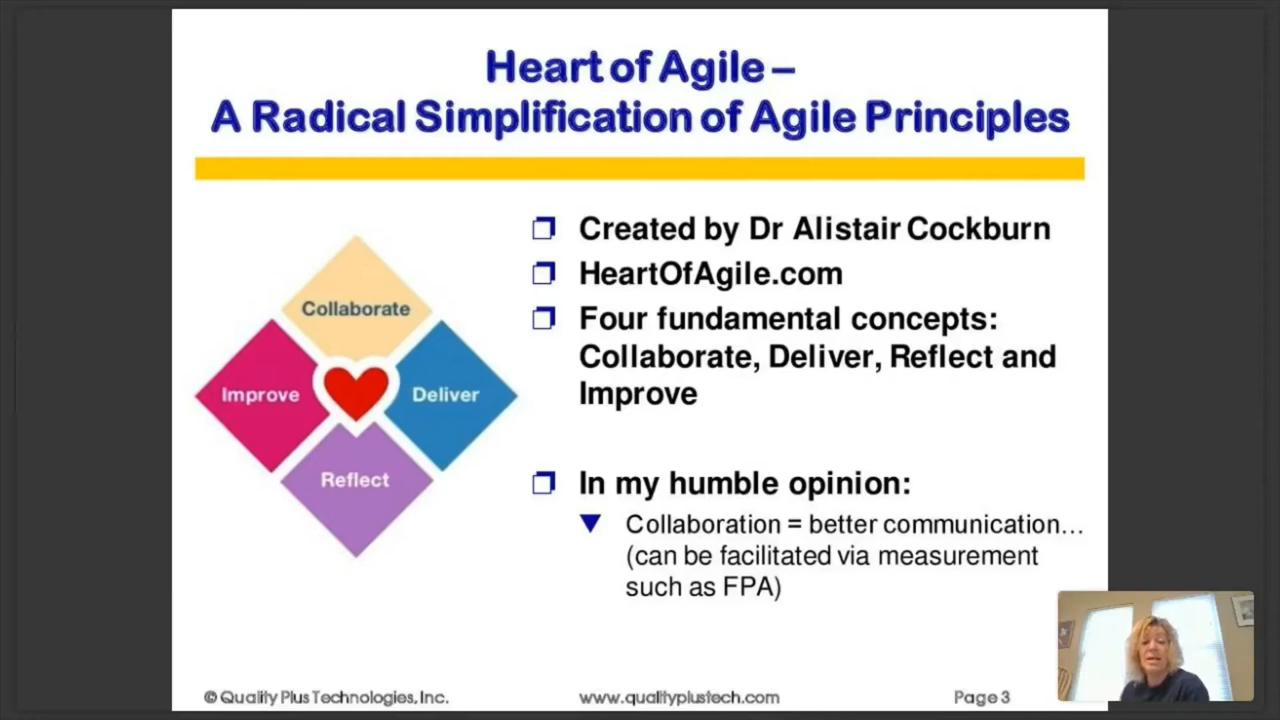 Heart of Agile –
A Radical Simplification of Agile Principles
Collaborate
Improve
Deliver
Reflect
Created by Dr Alistair Cockburn
HeartOfAgile.com
Four fundamental concepts:
Collaborate, Deliver, Reflect and
Improve
In my humble opinion:
Collaboration = better communication…
(can be facilitated via measurement
such as FPA)
© Quality Plus Technologies, Inc.
www.qualityplustech.com
Page 3